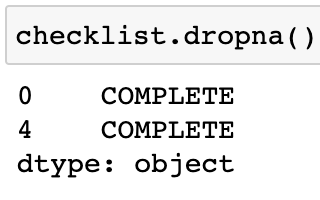 checklist.dropna()
0    COMPLETE
4    COMPLETE
dtype: object